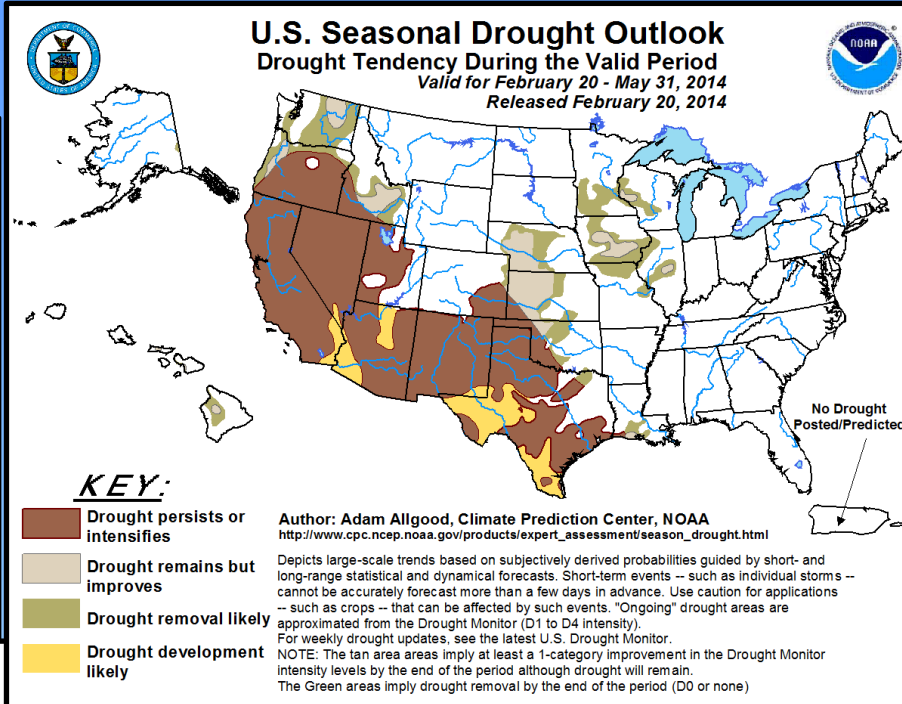 U.S. Seasonal Drought Outlook
Drought Tendency During the Valid Period
Valid for February 20 - May 31, 2014
Released February 20, 2014
DEPARTMENT OF COMMERCE
UNITED STATES OF AMERICA
NOAA
No Drought
Posted/Predicted
KEY:
Drought persists or
intensifies
Drought remains but
improves
Drought removal likely
Drought development
likely
Author: Adam Allgood, Climate Prediction Center, NOAA
http://www.cpc.ncep.noaa.gov/products/expert_assessment/season_drought.html
Depicts large-scale trends based on subjectively derived probabilities guided by short- and
long-range statistical and dynamical forecasts. Short-term events -- such as individual storms --
cannot be accurately forecast more than a few days in advance. Use caution for applications
-- such as crops -- that can be affected by such events. "Ongoing" drought areas are
approximated from the Drought Monitor (D1 to D4 intensity).
For weekly drought updates, see the latest U.S. Drought Monitor.
NOTE: The tan area areas imply at least a 1-category improvement in the Drought Monitor
intensity levels by the end of the period although drought will remain.
The Green areas imply drought removal by the end of the period (D0 or none)